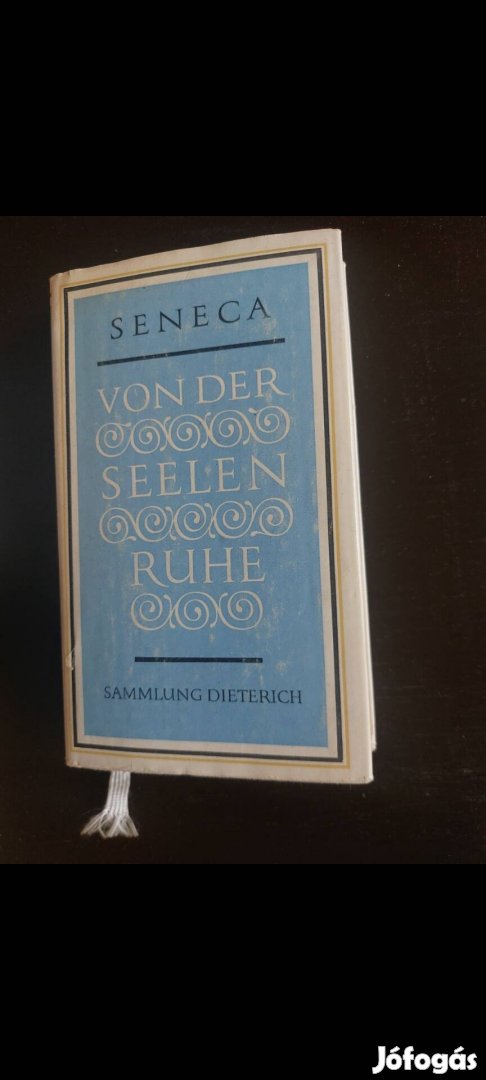 SENECA
VON DER
SEELEN
RUHE
SAMMLUNG DIETERICH
Jófogás